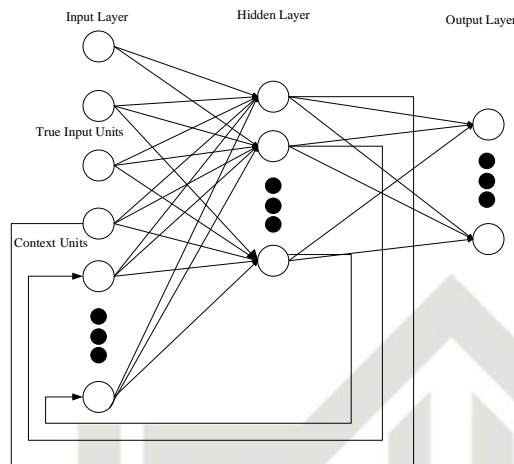 Input Layer
Hidden Layer
Output Layer
True Input Units
Context Units